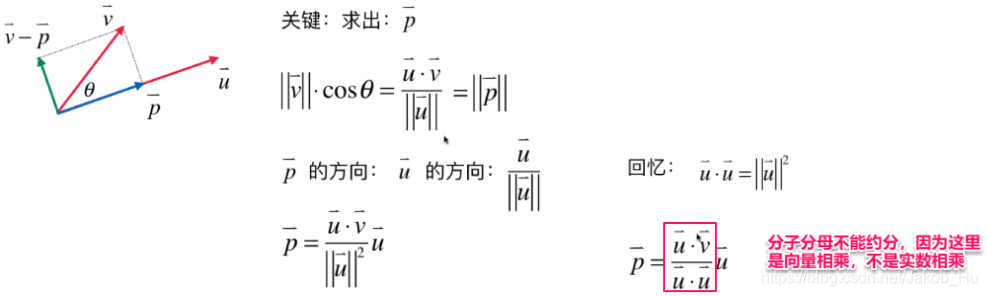 关键：求出：p⃗
v⃗
v⃗ − p⃗
θ
p⃗
u⃗
||v⃗|| · cosθ = (u⃗ · v⃗) / ||u⃗|| = ||p⃗||
p⃗ 的方向： u⃗ 的方向： u⃗ / ||u⃗||
回忆： u⃗ · u⃗ = ||u⃗||²
p⃗ = (u⃗ · v⃗) / ||u⃗||² u⃗
p⃗ = (u⃗ · v⃗) / (u⃗ · u⃗) u⃗
分子分母不能约分，因为这里
是向量相乘，不是实数相乘
https://blog.csdn.net/Jakob_Hu